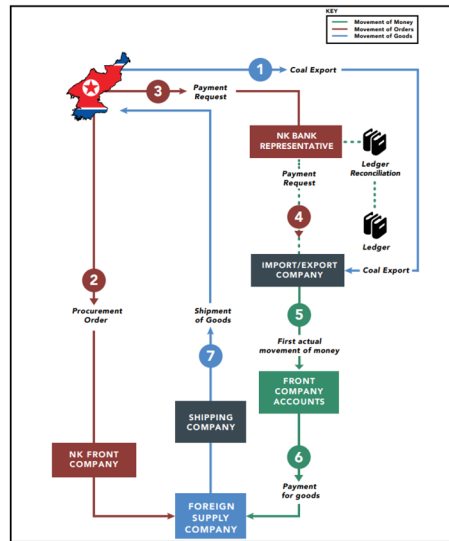 KEY
Movement of Money
Movement of Orders
Movement of Goods
1
Coal Export
3
Payment
Request
NK BANK
REPRESENTATIVE
Payment
Request
Ledger
Reconciliation
4
Ledger
IMPORT/EXPORT
COMPANY
Coal Export
2
Procurement
Order
Shipment
of Goods
5
First actual
movement of money
7
FRONT
COMPANY
ACCOUNTS
SHIPPING
COMPANY
NK FRONT
COMPANY
6
Payment
for goods
FOREIGN
SUPPLY
COMPANY